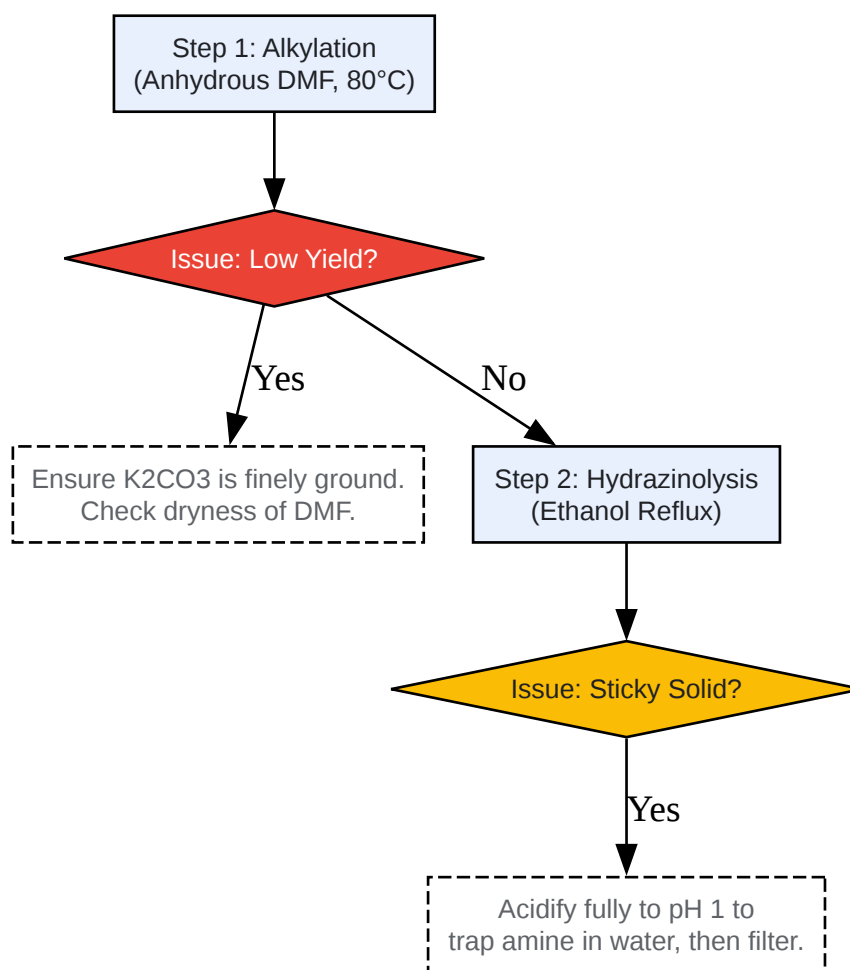 Step 1: Alkylation
(Anhydrous DMF, 80°C)
Issue: Low Yield?
Yes
No
Ensure K2CO3 is finely ground.
Check dryness of DMF.
Step 2: Hydrazinolysis
(Ethanol Reflux)
Issue: Sticky Solid?
Yes
Acidify fully to pH 1 to
trap amine in water, then filter.